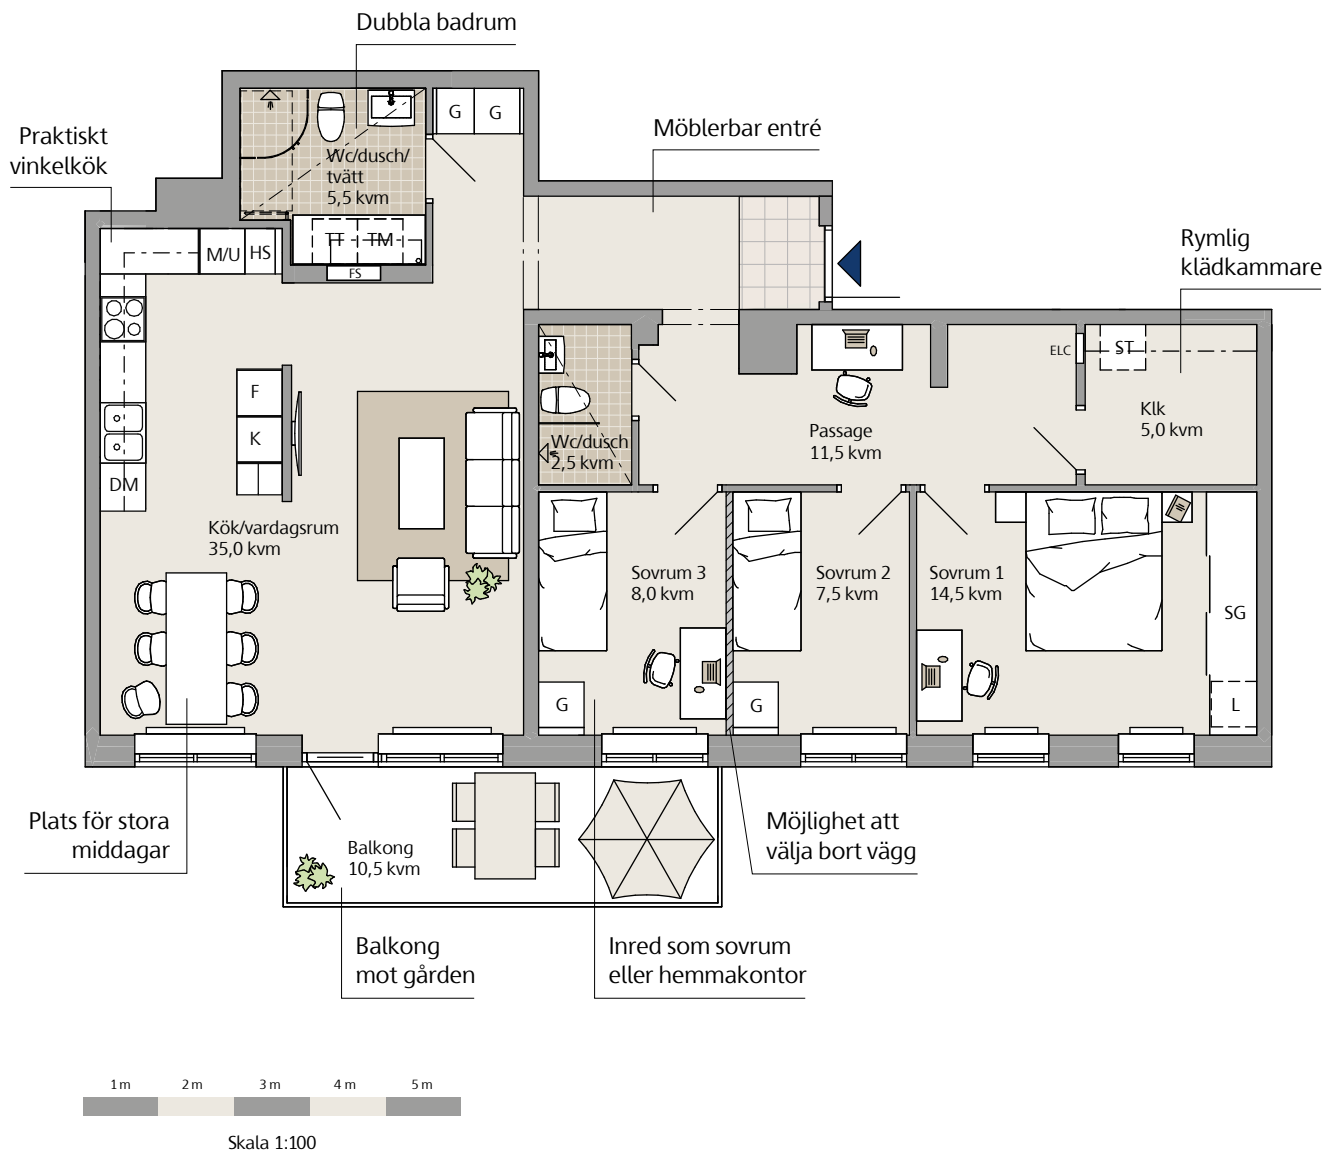 Dubbla badrum
Praktiskt
vinkelkök
Möblerbar entré
Rymlig
klädkammare
G
G
Wc/dusch/
tvätt
5,5 kvm
TT
TM
FS
M/U
HS
ELC
ST
Klk
5,0 kvm
F
K
DM
Passage
11,5 kvm
Wc/dusch
2,5 kvm
Kök/vardagsrum
35,0 kvm
Sovrum 3
8,0 kvm
Sovrum 2
7,5 kvm
Sovrum 1
14,5 kvm
SG
G
G
L
Plats för stora
middagar
Balkong
10,5 kvm
Möjlighet att
välja bort vägg
Balkong
mot gården
Inred som sovrum
eller hemmakontor
1 m
2 m
3 m
4 m
5 m
Skala 1:100